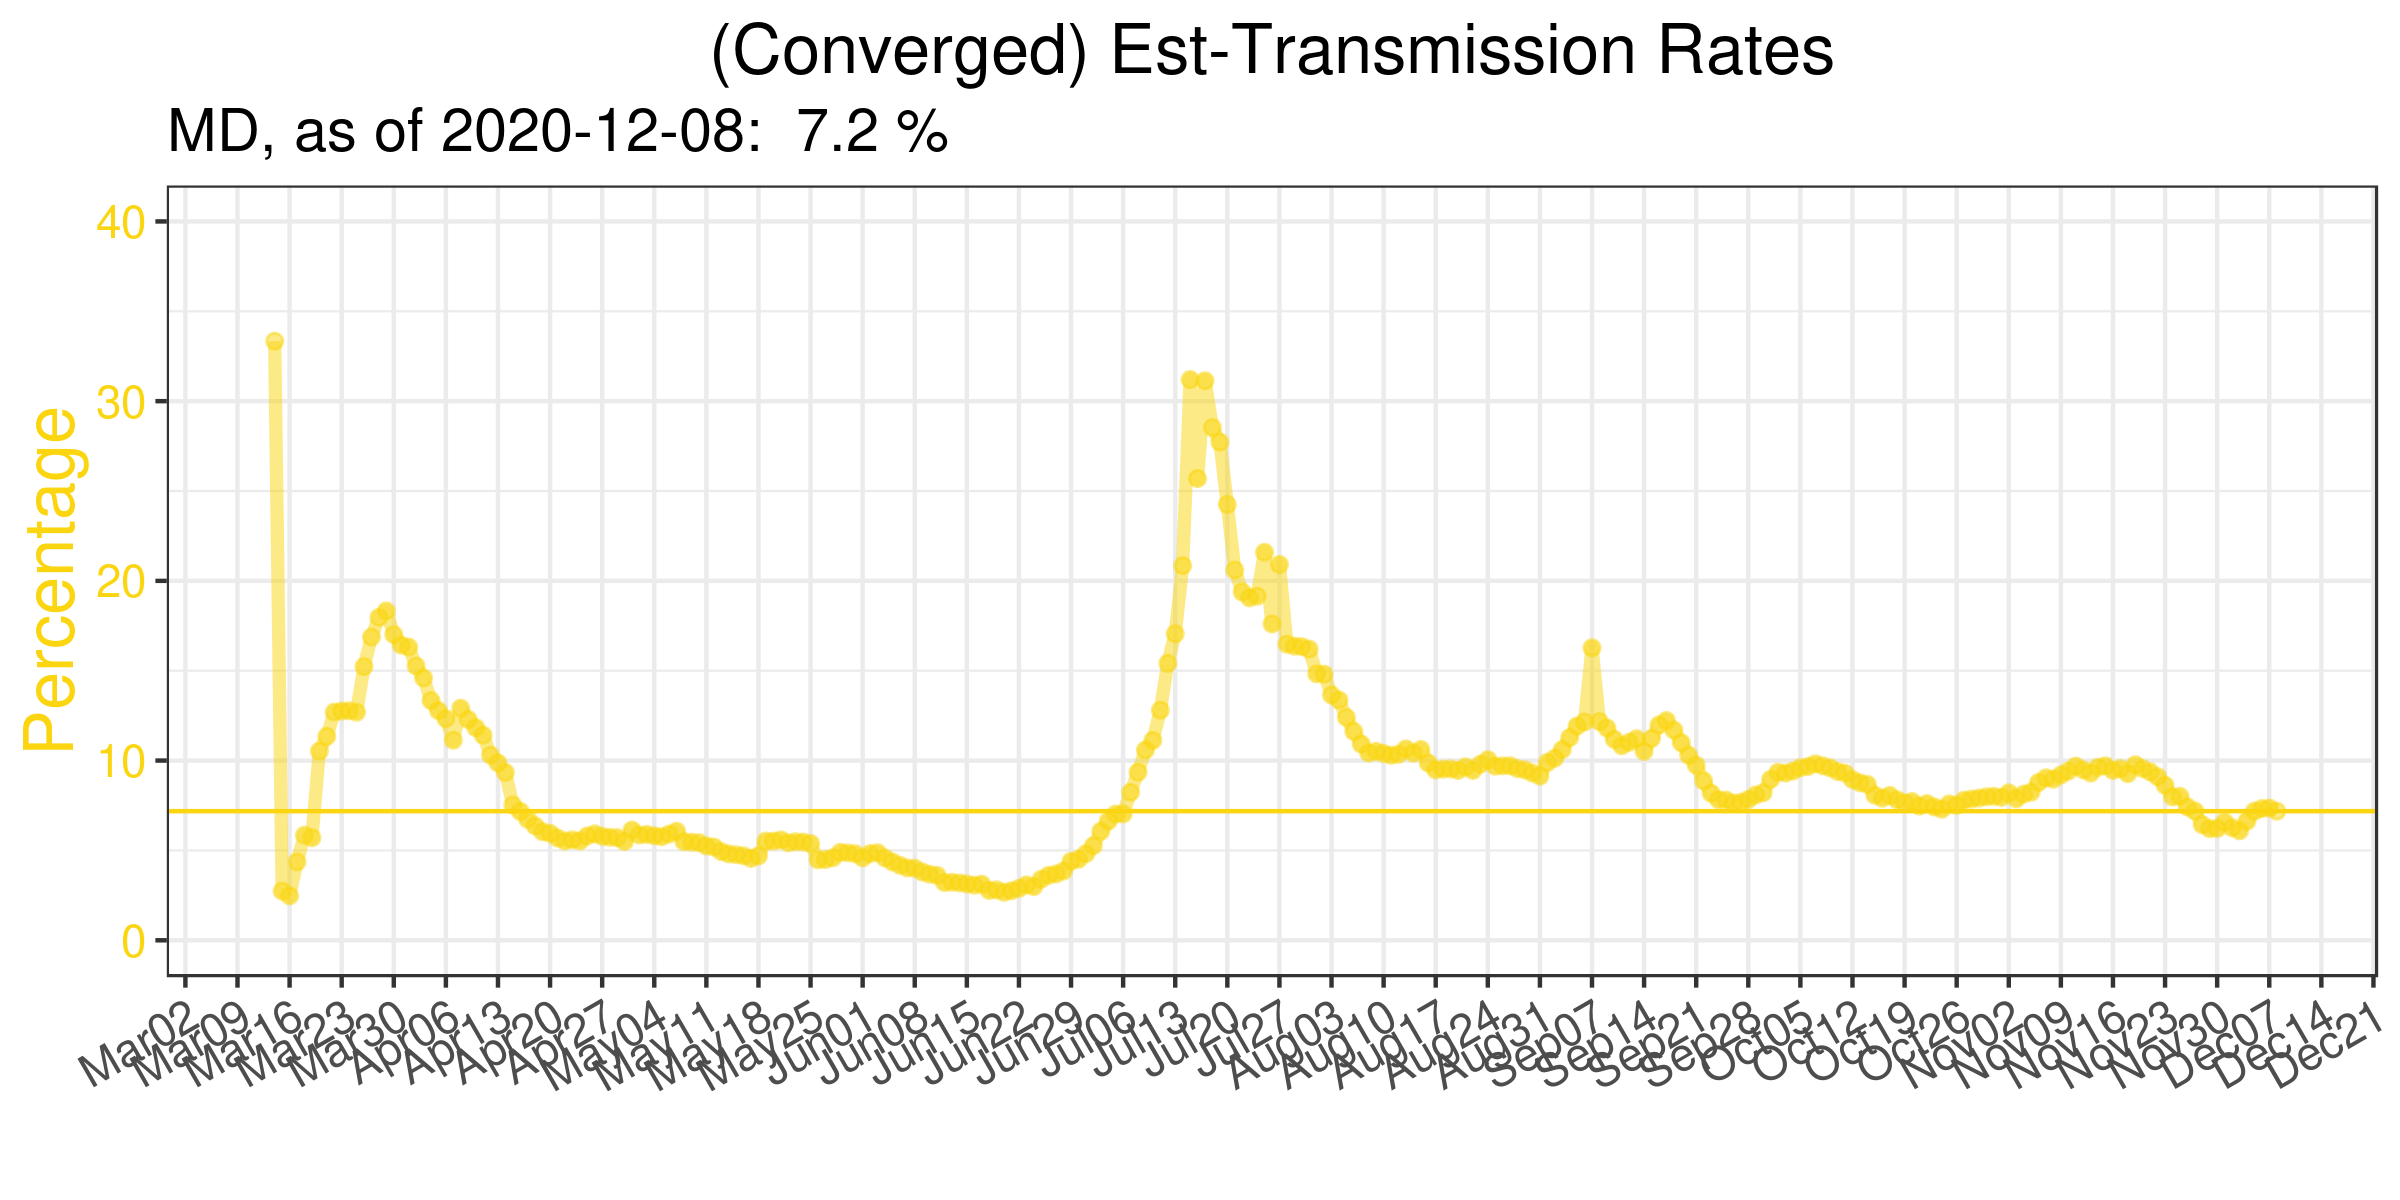 (Converged) Est-Transmission Rates
MD, as of 2020-12-08:  7.2 %
Percentage
40
30
20
10
0
Mar02
Mar09
Mar16
Mar23
Mar30
Apr06
Apr13
Apr20
Apr27
May04
May11
May18
May25
Jun01
Jun08
Jun15
Jun22
Jun29
Jul06
Jul13
Jul20
Jul27
Aug03
Aug10
Aug17
Aug24
Aug31
Sep07
Sep14
Sep21
Sep28
Oct05
Oct12
Oct19
Oct26
Nov02
Nov09
Nov16
Nov23
Nov30
Dec07
Dec14
Dec21